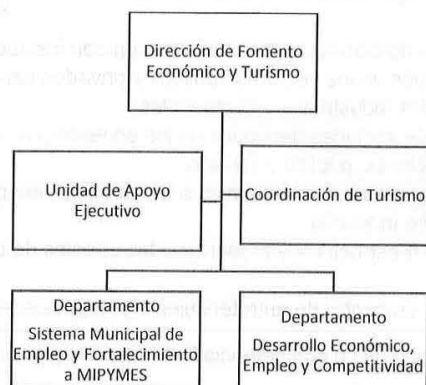 Dirección de Fomento
Económico y Turismo
Unidad de Apoyo
Ejecutivo
Coordinación de Turismo
Departamento
Sistema Municipal de
Empleo y Fortalecimiento
a MIPYMES
Departamento
Desarrollo Económico,
Empleo y Competitividad